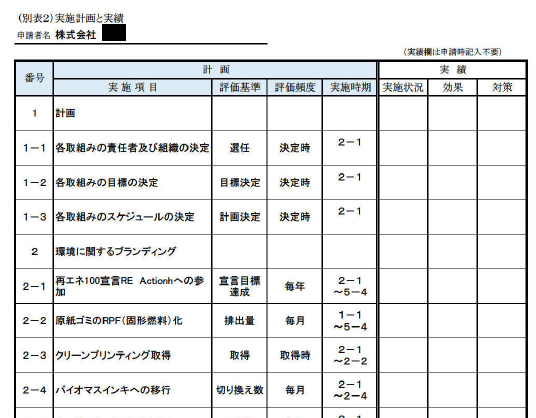 （別表2）実施計画と実績
申請者名 株式会社
（実績欄は申請時記入不要）
番号 計 画 実 績
実 施 項 目 評価基準 評価頻度 実施時期 実施状況 効果 対策
1 計画
1－1 各取組みの責任者及び組織の決定 選任 決定時 2－1
1－2 各取組みの目標の決定 目標決定 決定時 2－1
1－3 各取組みのスケジュールの決定 計画決定 決定時 2－1
2 環境に関するブランディング
2－1 再エネ100宣言RE Actionhへの参 宣言目標 毎年 2－1
加 達成 ～5－4
2－2 原紙ゴミのRPF（固形燃料）化 排出量 毎月 1－1
～5－4
2－3 クリーンプリンティング取得 取得 取得時 2－1
～2－2
2－4 バイオマスインキへの移行 切り換え数 毎月 2－1
～2－4